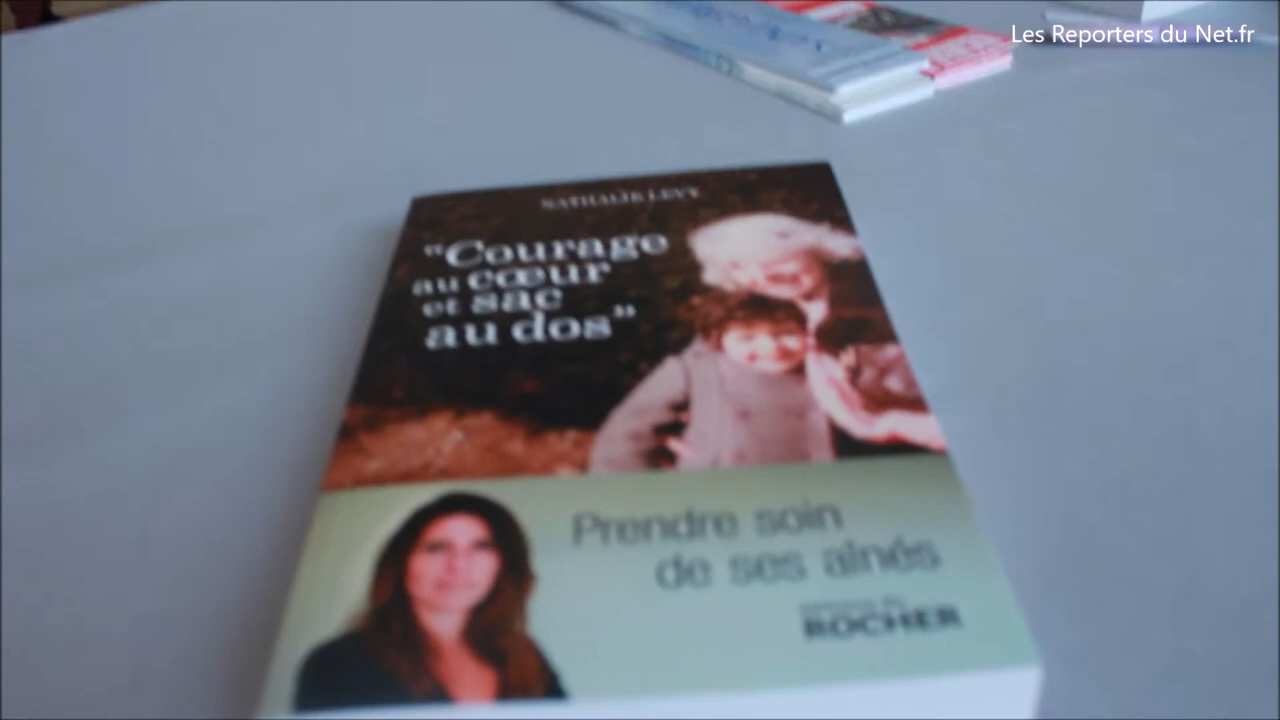 Les Reporters du Net.fr
NATHALIE LEVY
"Courage
au cœur
et sac
au dos"
Prendre soin
de ses aînés
ROCHER